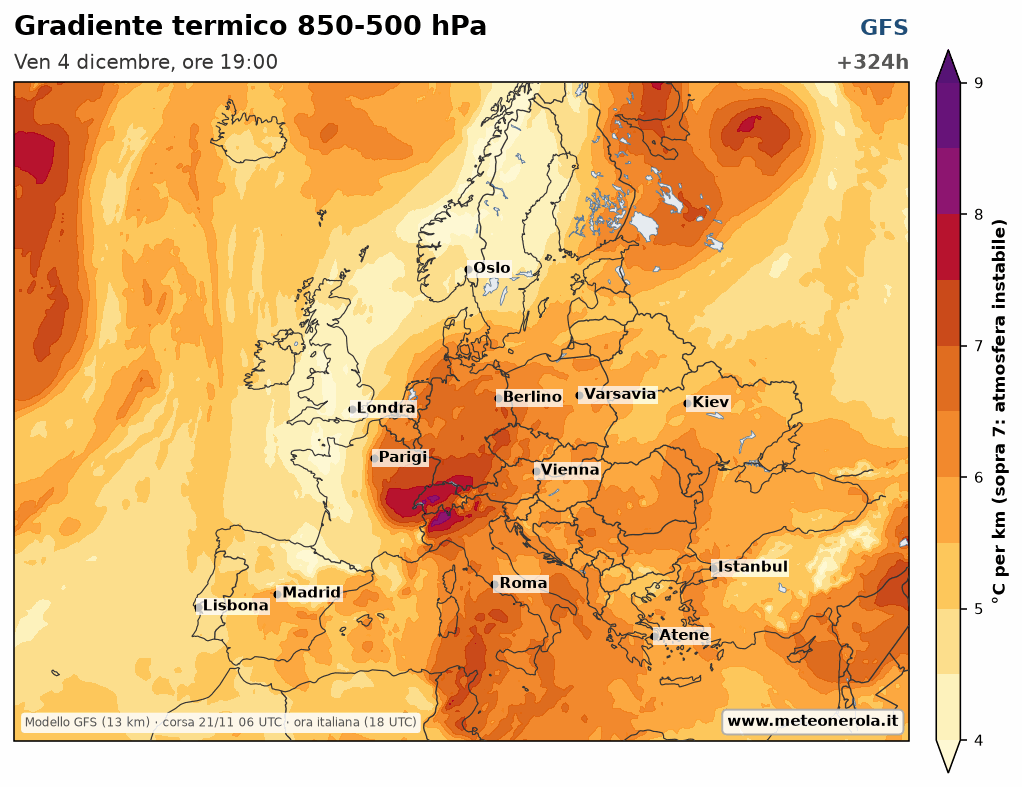 Gradiente termico 850-500 hPa
GFS
Ven 4 dicembre, ore 19:00
+324h
9
8
7
6
5
4
°C per km (sopra 7: atmosfera instabile)
Oslo
Londra
Berlino
Varsavia
Kiev
Parigi
Vienna
Istanbul
Roma
Madrid
Lisbona
Atene
Modello GFS (13 km) · corsa 21/11 06 UTC · ora italiana (18 UTC)
www.meteonerola.it